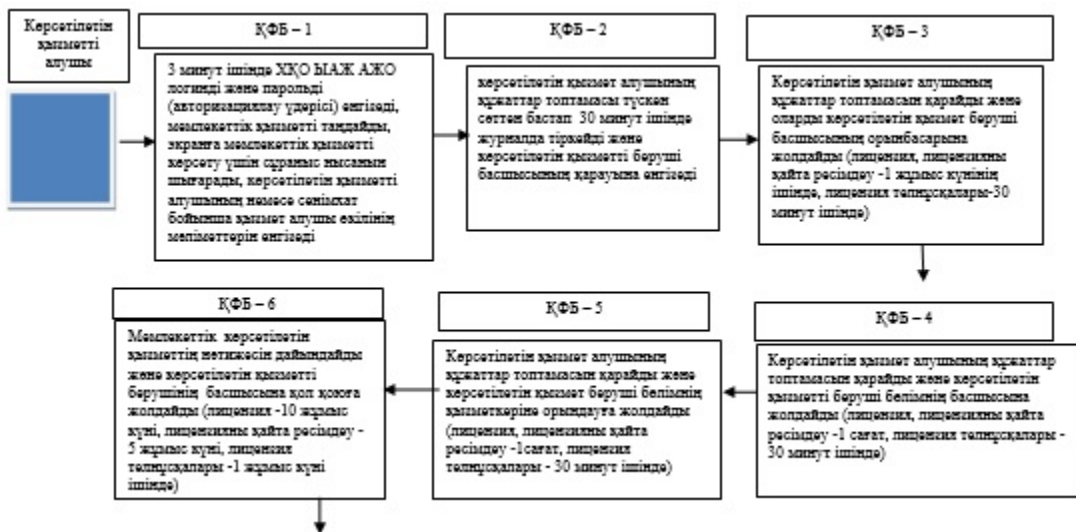 Көрсетілетін
қызметті
алушы
ҚФБ – 1
3 минут ішінде ХҚО ЫАЖ АЖО
логинді және парольді
(авторизациялау үдерісі) енгізеді,
мемлекеттік қызметті таңдайды,
экранға мемлекеттік қызметті
көрсету үшін сұраныс нысанын
шығарады, көрсетілетін қызметті
алушының немесе сенімхат
бойынша қызмет алушы өкілінің
мәліметтерін енгізеді
ҚФБ – 2
көрсетілетін қызмет алушының
құжаттар топтамасы түскен
сәттен бастап 30 минут ішінде
журналда тіркейді және
көрсетілетін қызметті беруші
басшысының қарауына енгізеді
ҚФБ – 3
Көрсетілетін қызмет алушының
құжаттар топтамасын қарайды және
оларды көрсетілетін қызмет беруші
басшысының орынбасарына
жолдайды (лицензия, лицензияны
қайта ресімдеу -1 жұмыс күнінің
ішінде, лицензия телнұсқалары-30
минут ішінде)
ҚФБ – 6
Мемлекеттік көрсетілетін
қызметтің нәтижесін дайындайды
және көрсетілетін қызметті
берушінің басшысына қол қоюға
жолдайды (лицензия -10 жұмыс
күні, лицензияны қайта ресімдеу -
5 жұмыс күні, лицензия
телнұсқалары -1 жұмыс күні
ішінде)
ҚФБ – 5
Көрсетілетін қызмет алушының
құжаттар топтамасын қарайды және
көрсетілетін қызмет беруші бөлімнің
қызметкеріне орындауға жолдайды
(лицензия, лицензияны қайта
ресімдеу -1сағат, лицензия
телнұсқалары - 30 минут ішінде)
ҚФБ – 4
Көрсетілетін қызмет алушының құжаттар
топтамасын қарайды және көрсетілетін
қызметті беруші бөлімнің басшысына
жолдайды (лицензия, лицензияны қайта
ресімдеу -1 сағат, лицензия телнұсқалары -
30 минут ішінде)